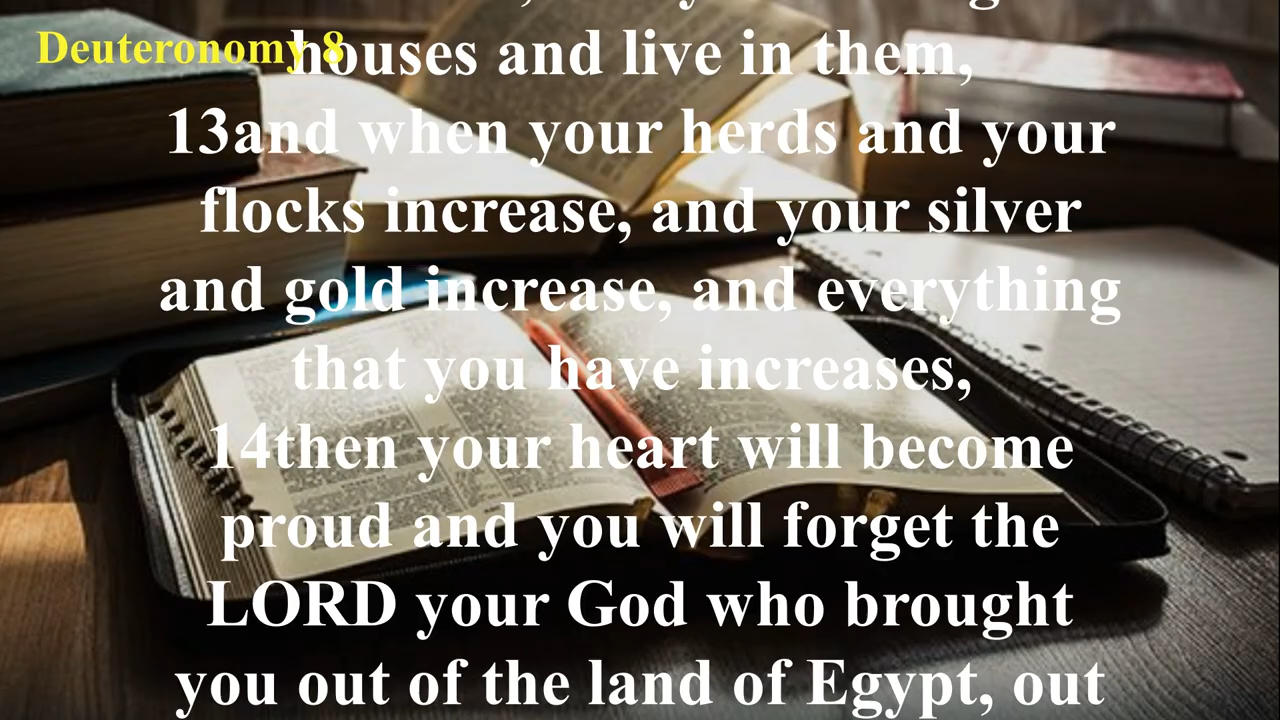 Deuteronomy 8
houses and live in them,
13and when your herds and your
flocks increase, and your silver
and gold increase, and everything
that you have increases,
14then your heart will become
proud and you will forget the
LORD your God who brought
you out of the land of Egypt, out